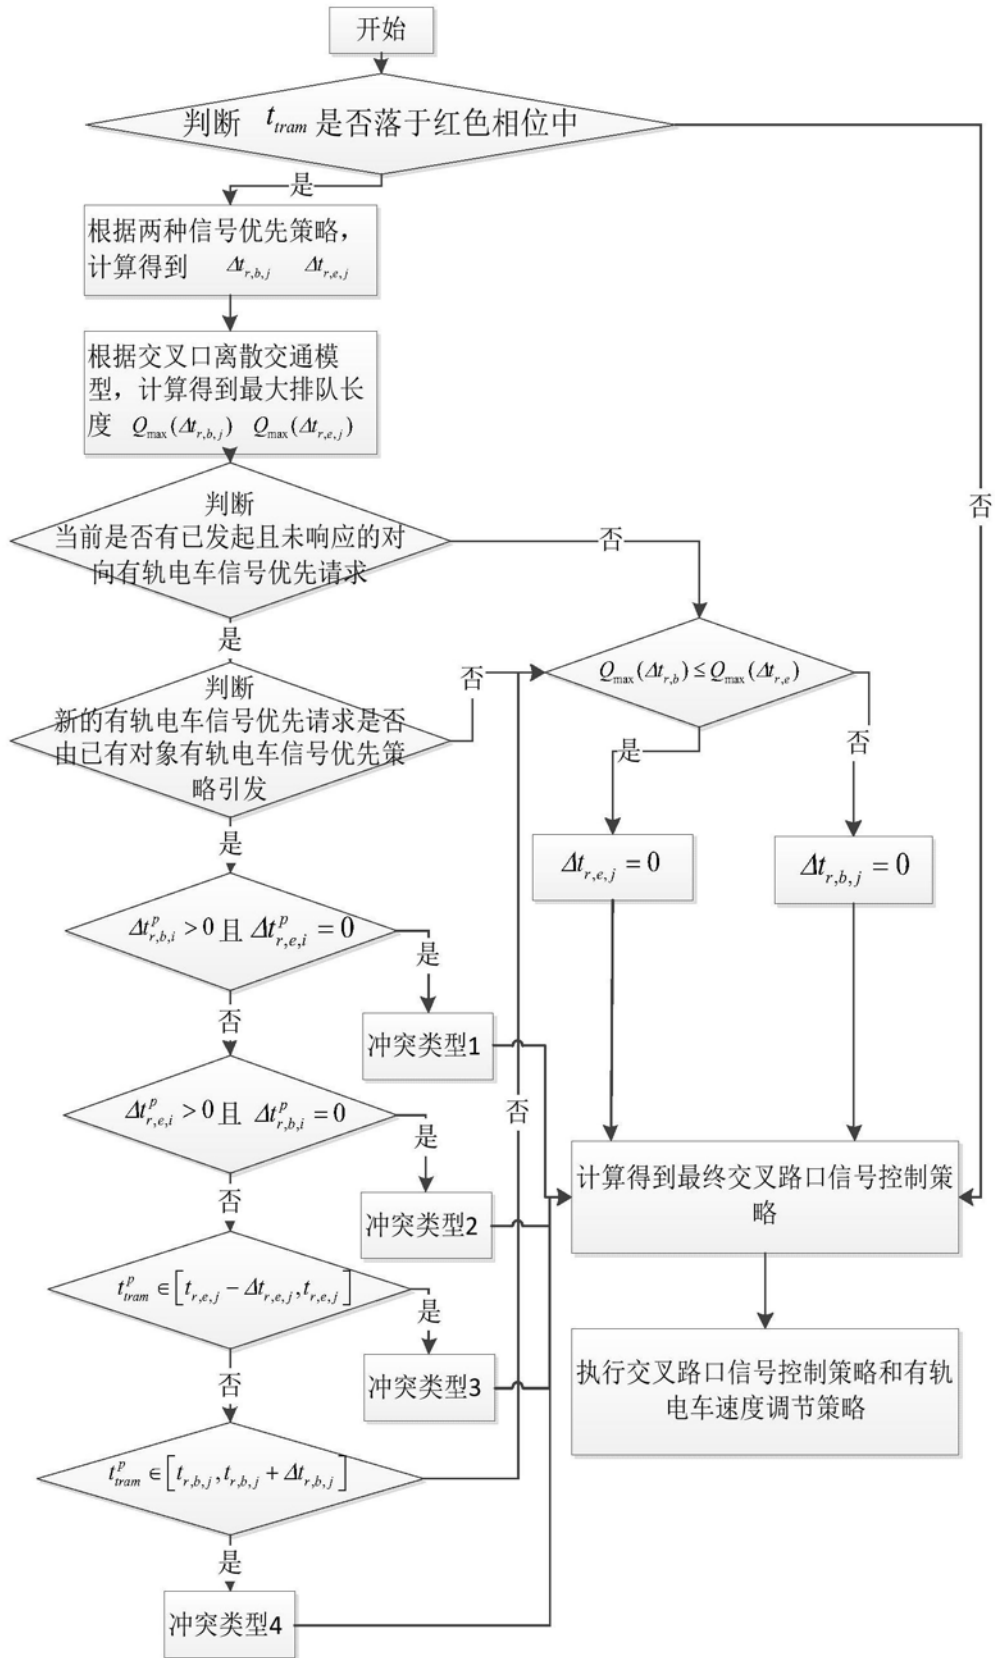 开始
判断 t_tram 是否落于红色相位中
是
根据两种信号优先策略，
计算得到 Δt_{r,b,j} Δt_{r,e,j}
根据交叉口离散交通模
型，计算得到最大排队长
度 Q_max(Δt_{r,b,j}) Q_max(Δt_{r,e,j})
否
判断
当前是否有已发起且未响应的对
向有轨电车信号优先请求
否
是
判断
新的有轨电车信号优先请求是否
由已有对象有轨电车信号优先策
略引发
否
Q_max(Δt_{r,b}) ≤ Q_max(Δt_{r,e})
是
否
Δt_{r,e,j} = 0
Δt_{r,b,j} = 0
是
Δt^p_{r,b,i} > 0 且 Δt^p_{r,e,i} = 0
是
冲突类型1
否
Δt^p_{r,e,i} > 0 且 Δt^p_{r,b,i} = 0
是
冲突类型2
否
否
计算得到最终交叉路口信号控制策
略
t^p_tram ∈ [t_{r,e,j} − Δt_{r,e,j}, t_{r,e,j}]
是
冲突类型3
执行交叉路口信号控制策略和有轨
电车速度调节策略
否
t^p_tram ∈ [t_{r,b,j}, t_{r,b,j} + Δt_{r,b,j}]
是
冲突类型4